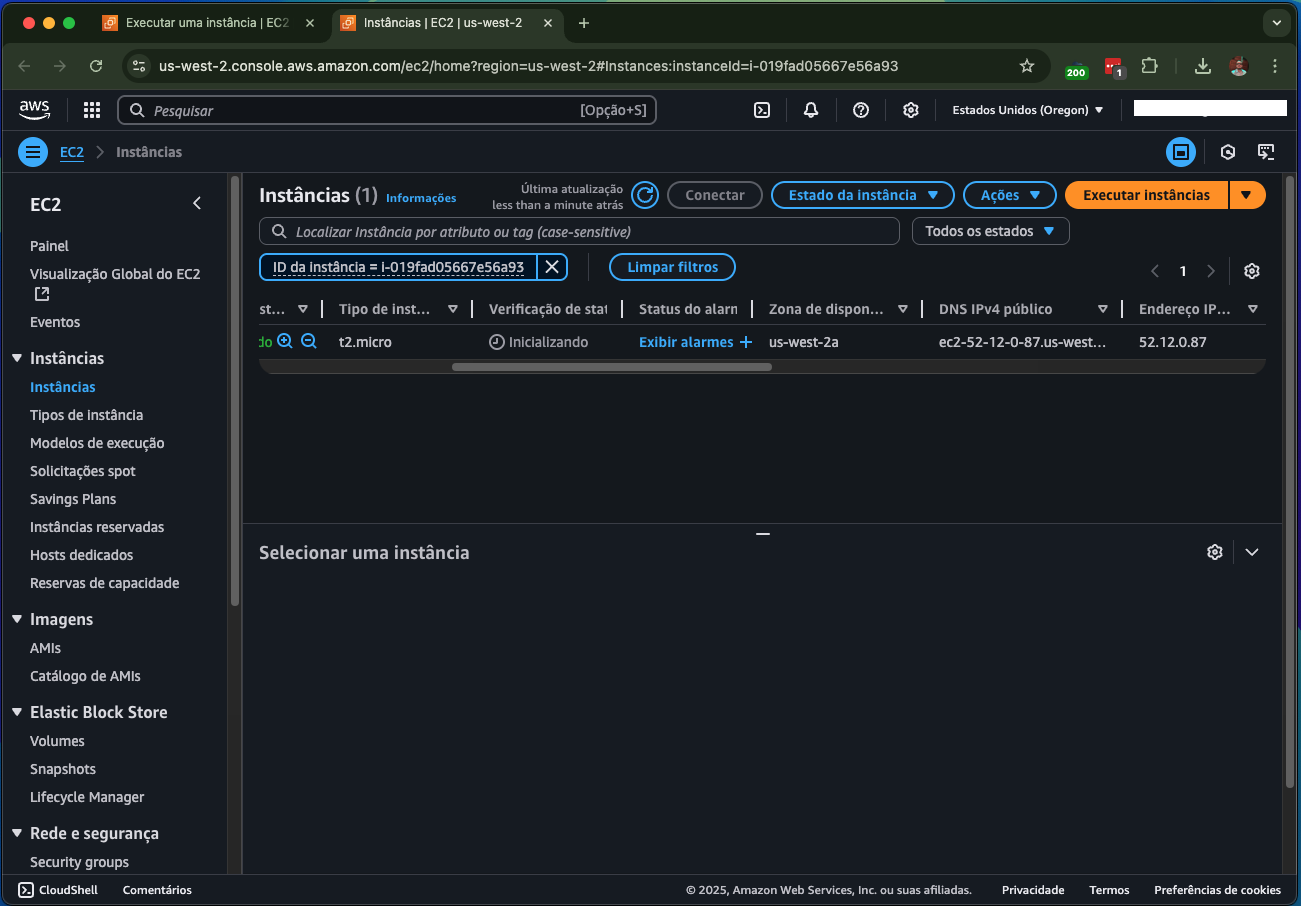 Executar uma instância | EC2
Instâncias | EC2 | us-west-2
us-west-2.console.aws.amazon.com/ec2/home?region=us-west-2#Instances:instanceId=i-019fad05667e56a93
200
1
aws
Pesquisar
[Opção+S]
Estados Unidos (Oregon)
EC2
Instâncias
EC2
Painel
Visualização Global do EC2
Eventos
Instâncias
Instâncias
Tipos de instância
Modelos de execução
Solicitações spot
Savings Plans
Instâncias reservadas
Hosts dedicados
Reservas de capacidade
Imagens
AMIs
Catálogo de AMIs
Elastic Block Store
Volumes
Snapshots
Lifecycle Manager
Rede e segurança
Security groups
Instâncias (1)
Informações
Última atualização
less than a minute atrás
Conectar
Estado da instância
Ações
Executar instâncias
Localizar Instância por atributo ou tag (case-sensitive)
Todos os estados
ID da instância = i-019fad05667e56a93
Limpar filtros
1
st... Tipo de inst... Verificação de stat Status do alarn Zona de dispon... DNS IPv4 público Endereço IP...
do t2.micro Inicializando Exibir alarmes + us-west-2a ec2-52-12-0-87.us-west... 52.12.0.87
Selecionar uma instância
CloudShell
Comentários
© 2025, Amazon Web Services, Inc. ou suas afiliadas.
Privacidade
Termos
Preferências de cookies